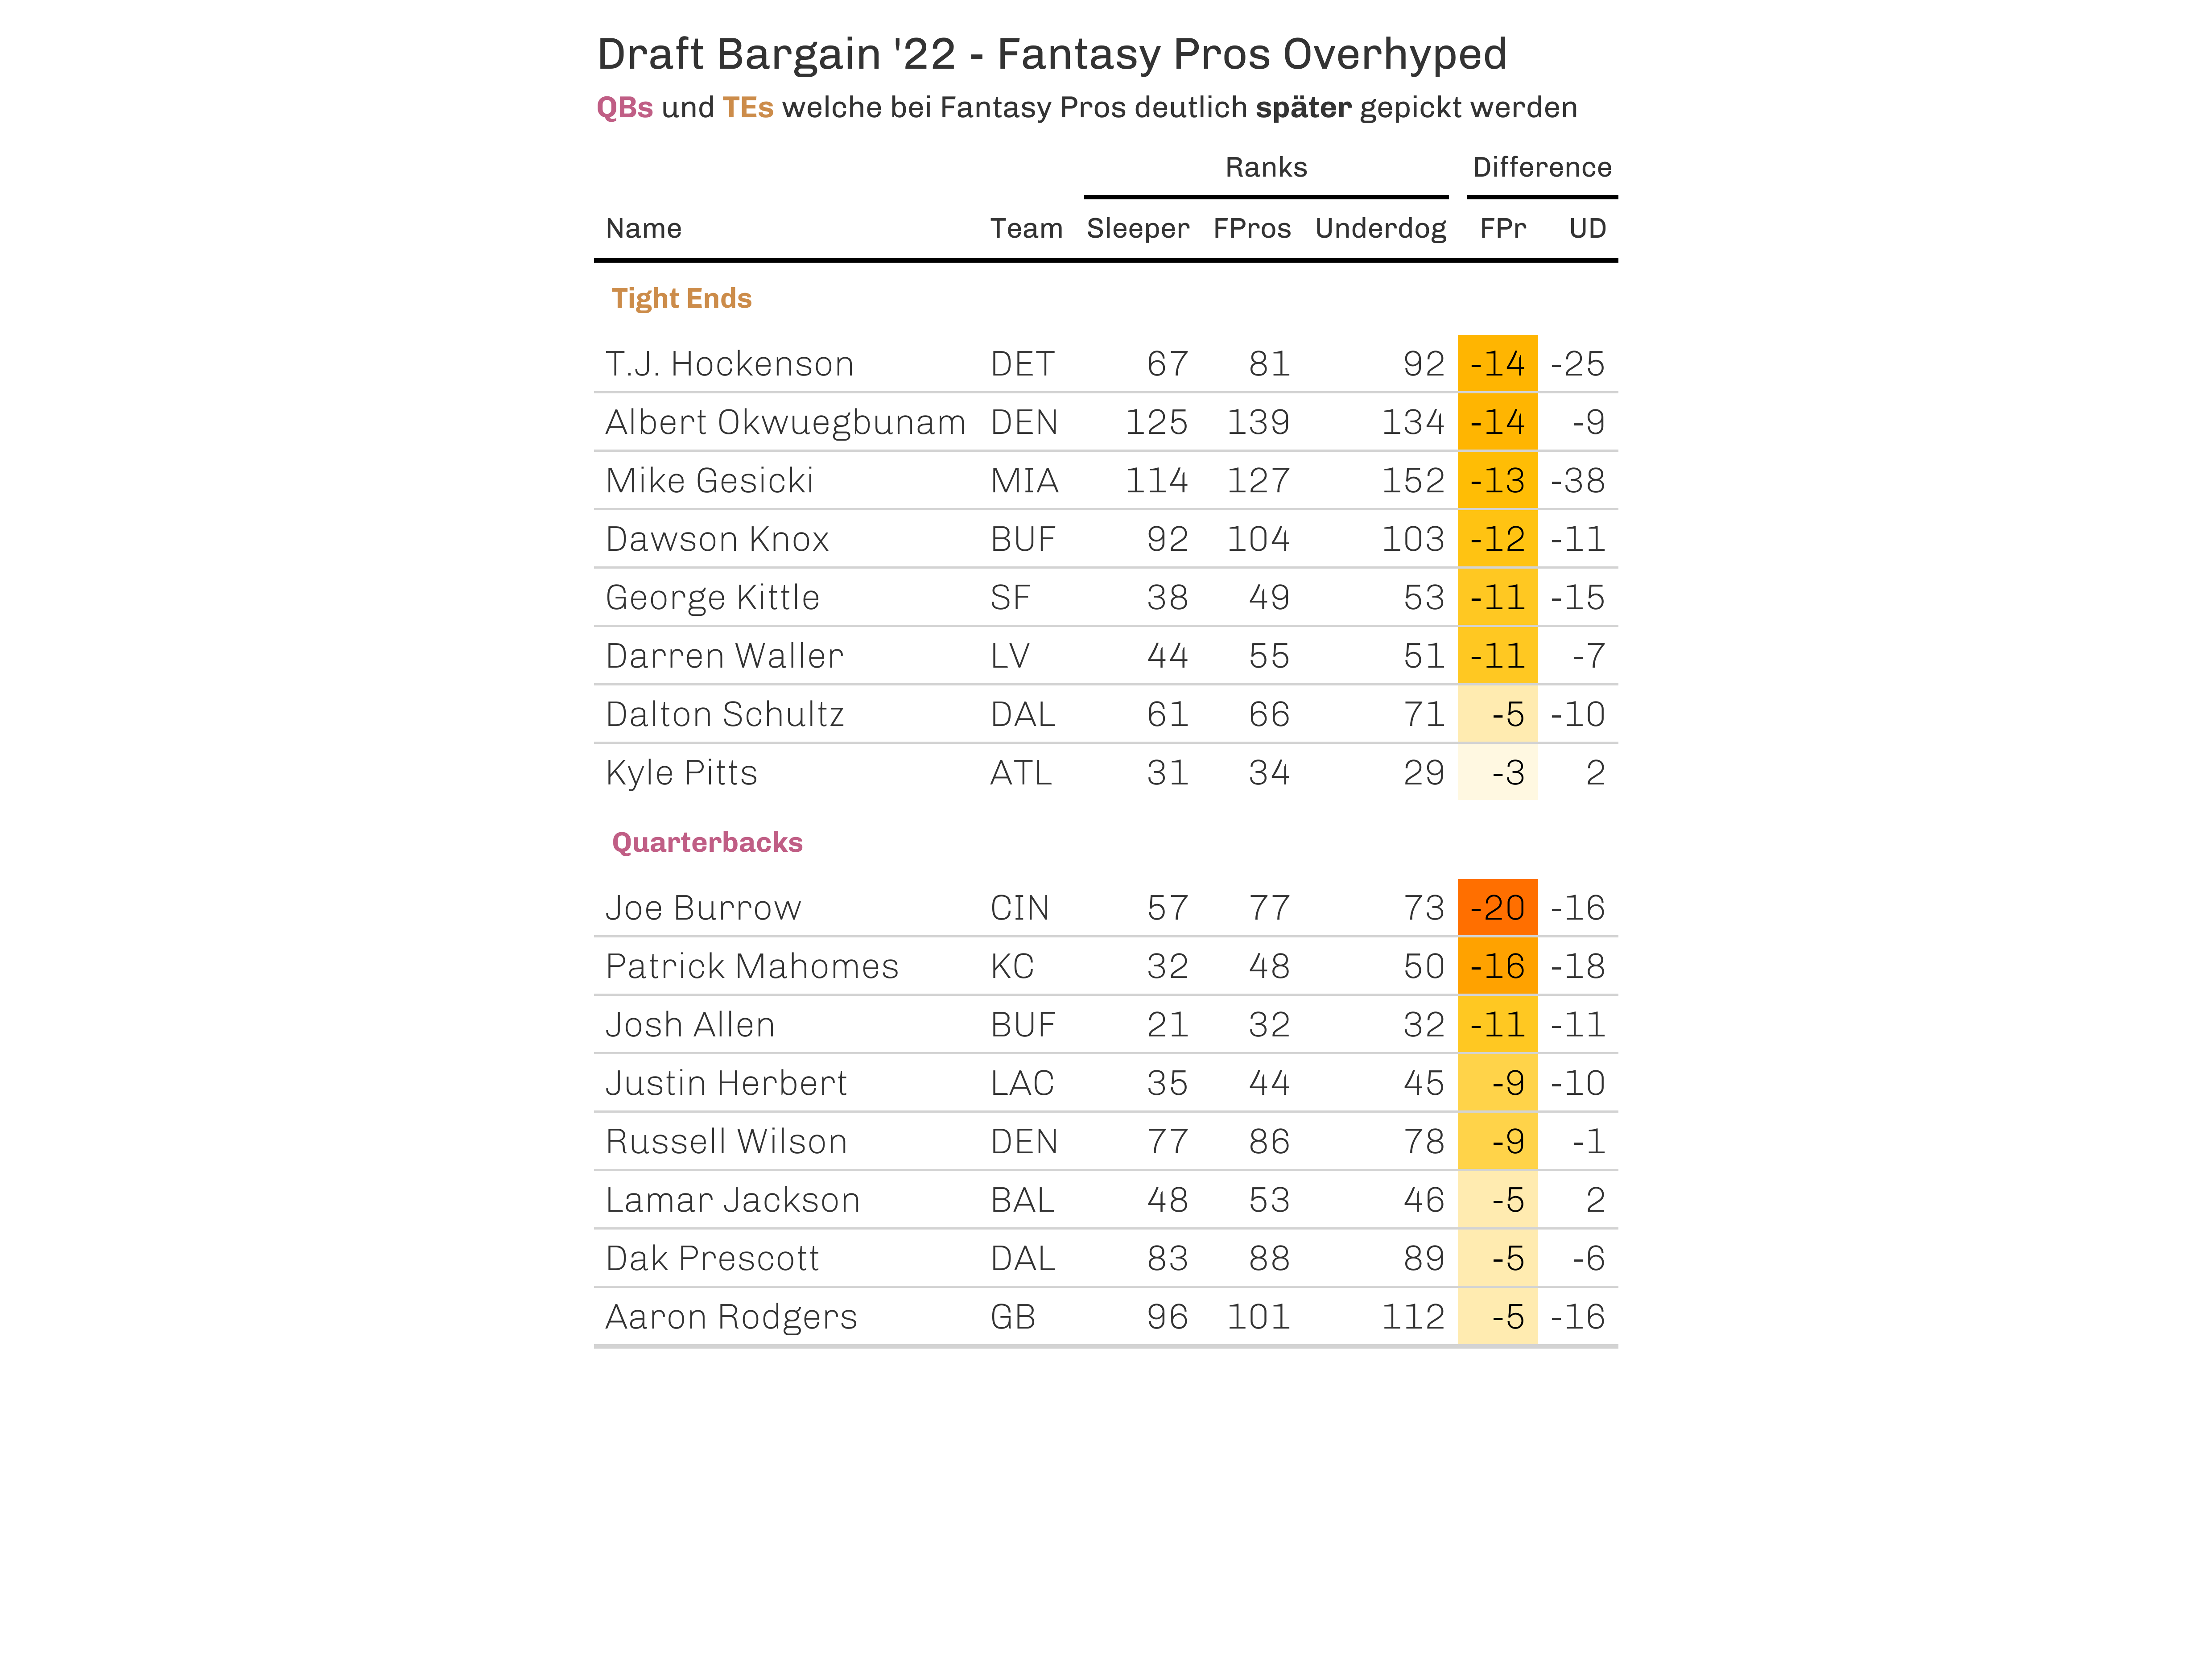 Draft Bargain '22 - Fantasy Pros Overhyped
QBs und TEs welche bei Fantasy Pros deutlich später gepickt werden
Ranks Difference
Name Team Sleeper FPros Underdog FPr UD
Tight Ends
T.J. Hockenson DET 67 81 92 -14 -25
Albert Okwuegbunam DEN 125 139 134 -14 -9
Mike Gesicki MIA 114 127 152 -13 -38
Dawson Knox BUF 92 104 103 -12 -11
George Kittle SF 38 49 53 -11 -15
Darren Waller LV 44 55 51 -11 -7
Dalton Schultz DAL 61 66 71 -5 -10
Kyle Pitts ATL 31 34 29 -3 2
Quarterbacks
Joe Burrow CIN 57 77 73 -20 -16
Patrick Mahomes KC 32 48 50 -16 -18
Josh Allen BUF 21 32 32 -11 -11
Justin Herbert LAC 35 44 45 -9 -10
Russell Wilson DEN 77 86 78 -9 -1
Lamar Jackson BAL 48 53 46 -5 2
Dak Prescott DAL 83 88 89 -5 -6
Aaron Rodgers GB 96 101 112 -5 -16